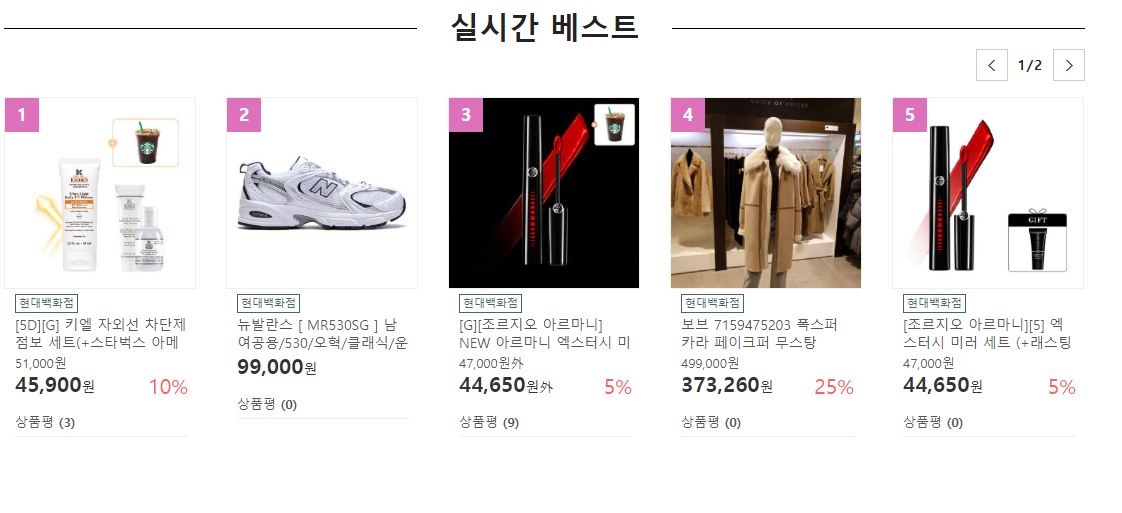 실시간 베스트
1/2
1
현대백화점
[5D][G] 키엘 자외선 차단제
점보 세트(+스타벅스 아메
51,000원
45,900원 10%
상품평 (3)
2
현대백화점
뉴발란스 [ MR530SG ] 남
여공용/530/오혁/클래식/운
99,000원
상품평 (0)
3
현대백화점
[G][조르지오 아르마니]
NEW 아르마니 엑스터시 미
47,000원외
44,650원외 5%
상품평 (9)
4
VOICE OF VOICES
현대백화점
보브 7159475203 폭스퍼
카라 페이크퍼 무스탕
499,000원
373,260원 25%
상품평 (0)
5
GIFT
현대백화점
[조르지오 아르마니][5] 엑
스터시 미러 세트 (+래스팅
47,000원
44,650원 5%
상품평 (0)